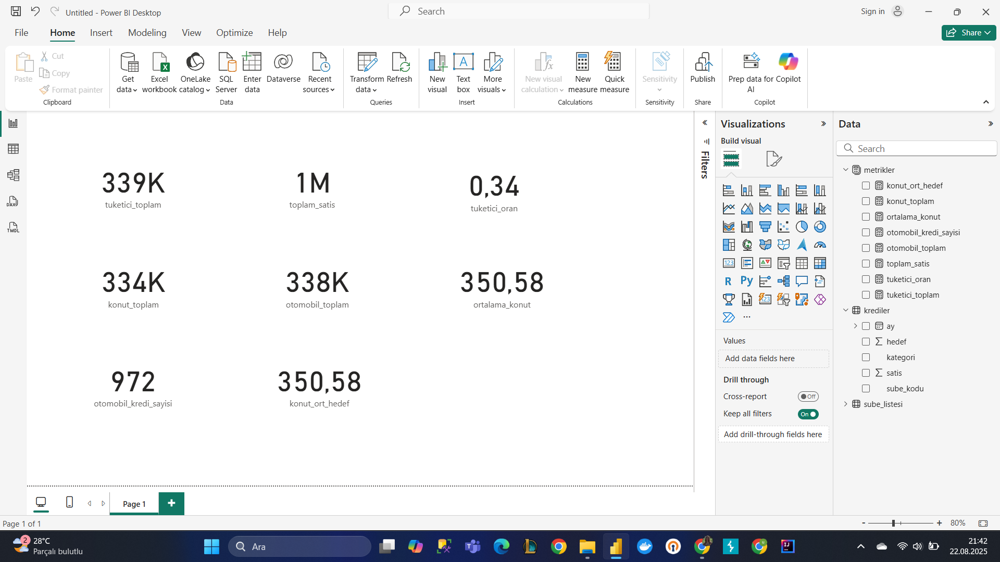 Untitled - Power BI Desktop
Search
Sign in
File
Home
Insert
Modeling
View
Optimize
Help
Share
Paste
Cut
Copy
Format painter
Clipboard
Get data
Excel workbook
OneLake catalog
SQL Server
Enter data
Dataverse
Recent sources
Data
Transform data
Refresh
Queries
New visual
A
Text box
More visuals
Insert
New visual calculation
New measure
Quick measure
Calculations
Sensitivity
Sensitivity
Publish
Share
Prep data for AI
Copilot
Copilot
DAX
TMDL
339K
tuketici_toplam
1M
toplam_satis
0,34
tuketici_oran
334K
konut_toplam
338K
otomobil_toplam
350,58
ortalama_konut
972
otomobil_kredi_sayisi
350,58
konut_ort_hedef
Filters
Visualizations
Build visual
123
R
Py
123
Values
Add data fields here
Drill through
Cross-report
Off
Keep all filters
On
Add drill-through fields here
Data
Search
metrikler
konut_ort_hedef
konut_toplam
ortalama_konut
otomobil_kredi_sayisi
otomobil_toplam
toplam_satis
tuketici_oran
tuketici_toplam
krediler
ay
hedef
kategori
satis
sube_kodu
sube_listesi
Page 1
Page 1 of 1
- + 80%
2
28°C
Parçalı bulutlu
Ara
IJ
21:42
22.08.2025